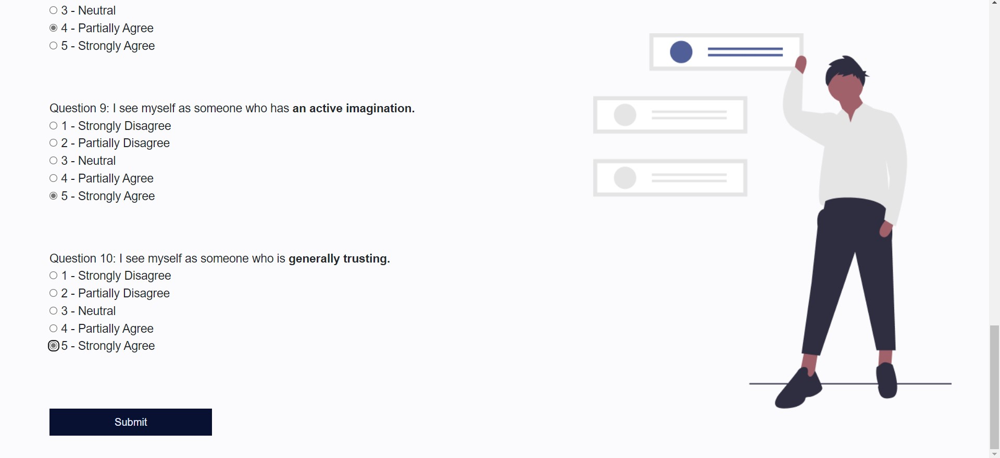 3 - Neutral
4 - Partially Agree
5 - Strongly Agree
Question 9: I see myself as someone who has an active imagination.
1 - Strongly Disagree
2 - Partially Disagree
3 - Neutral
4 - Partially Agree
5 - Strongly Agree
Question 10: I see myself as someone who is generally trusting.
1 - Strongly Disagree
2 - Partially Disagree
3 - Neutral
4 - Partially Agree
5 - Strongly Agree
Submit